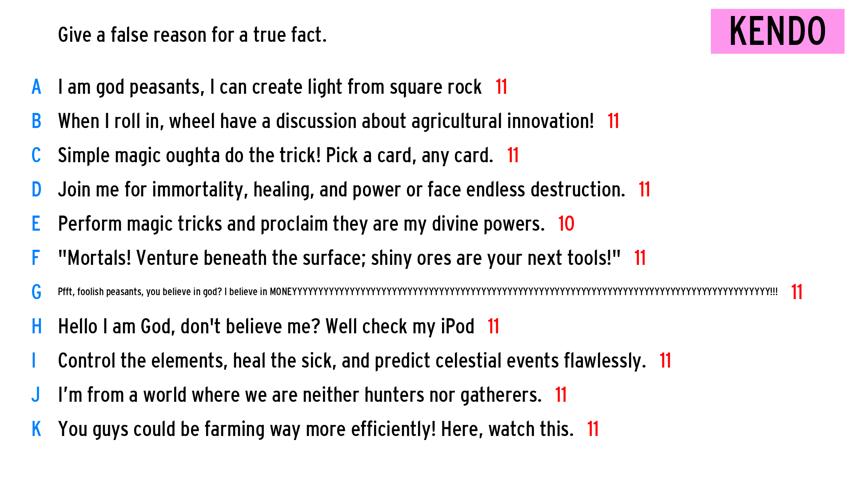 Give a false reason for a true fact.
KENDO
A I am god peasants, I can create light from square rock 11
B When I roll in, wheel have a discussion about agricultural innovation! 11
C Simple magic oughta do the trick! Pick a card, any card. 11
D Join me for immortality, healing, and power or face endless destruction. 11
E Perform magic tricks and proclaim they are my divine powers. 10
F "Mortals! Venture beneath the surface; shiny ores are your next tools!" 11
G Pfft, foolish peasants, you believe in god? I believe in MONEYYYYYYYYYYYYYYYYYYYYYYYYYYYYYYYYYYYYYYYYYYYYYYYYYYYYYYYYYYYYYYYYYYYYYYYYYYYYYYYYYYYYYYYYYYYYYYYYY!!! 11
H Hello I am God, don't believe me? Well check my iPod 11
I Control the elements, heal the sick, and predict celestial events flawlessly. 11
J I’m from a world where we are neither hunters nor gatherers. 11
K You guys could be farming way more efficiently! Here, watch this. 11